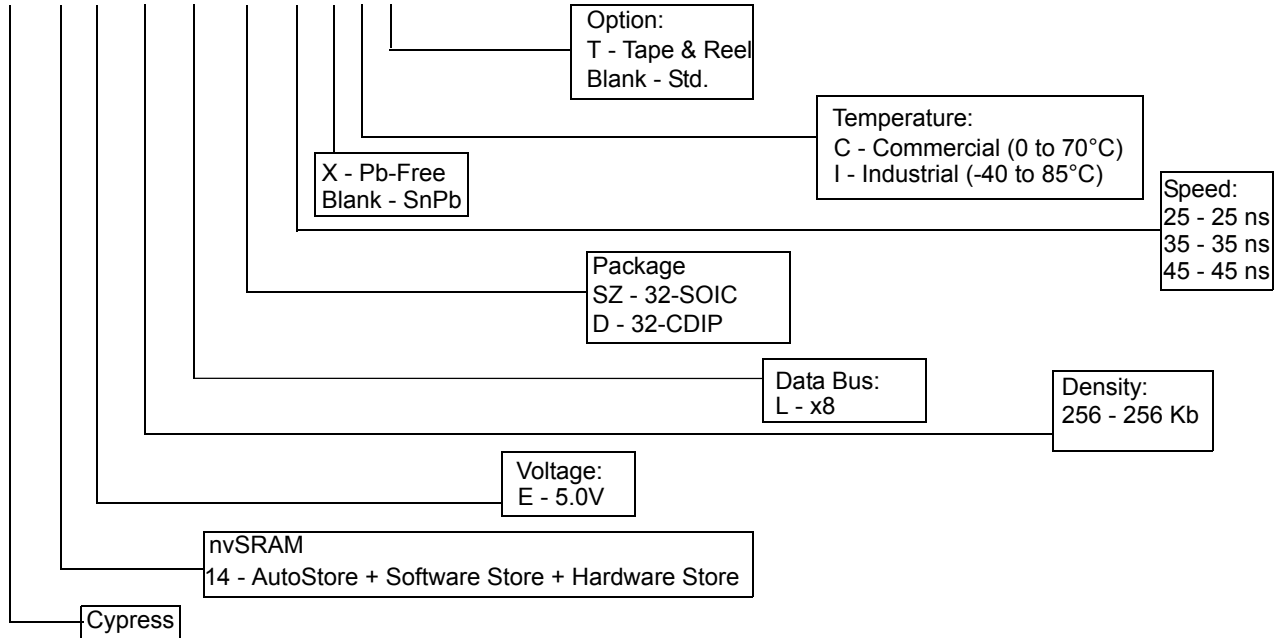 Option:
T - Tape & Reel
Blank - Std.
Temperature:
C - Commercial (0 to 70°C)
I - Industrial (-40 to 85°C)
X - Pb-Free
Blank - SnPb
Speed:
25 - 25 ns
35 - 35 ns
45 - 45 ns
Package
SZ - 32-SOIC
D - 32-CDIP
Data Bus:
L - x8
Density:
256 - 256 Kb
Voltage:
E - 5.0V
nvSRAM
14 - AutoStore + Software Store + Hardware Store
Cypress